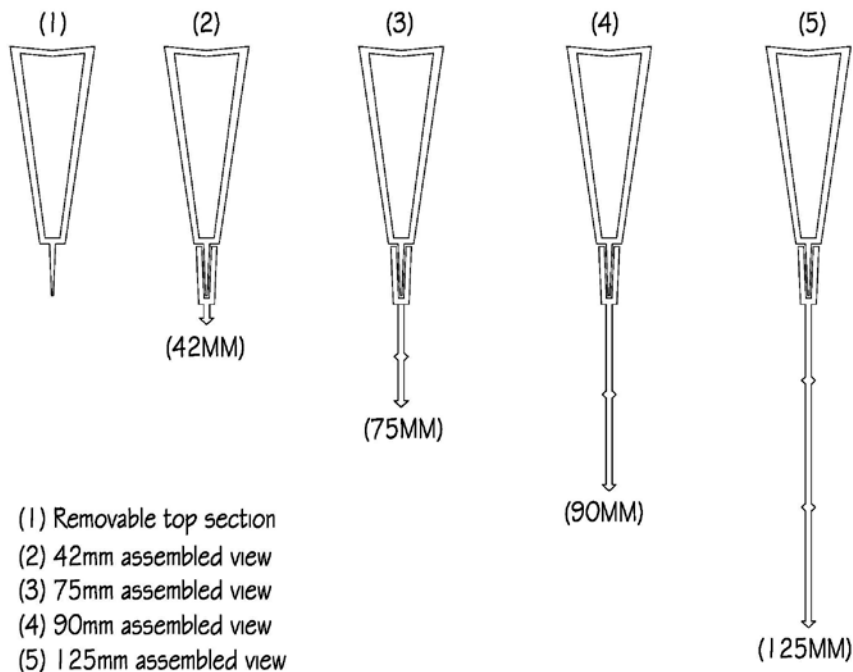 (1) (2) (3) (4) (5)
(42MM)
(75MM)
(90MM)
(125MM)
(1) Removable top section
(2) 42mm assembled view
(3) 75mm assembled view
(4) 90mm assembled view
(5) 125mm assembled view